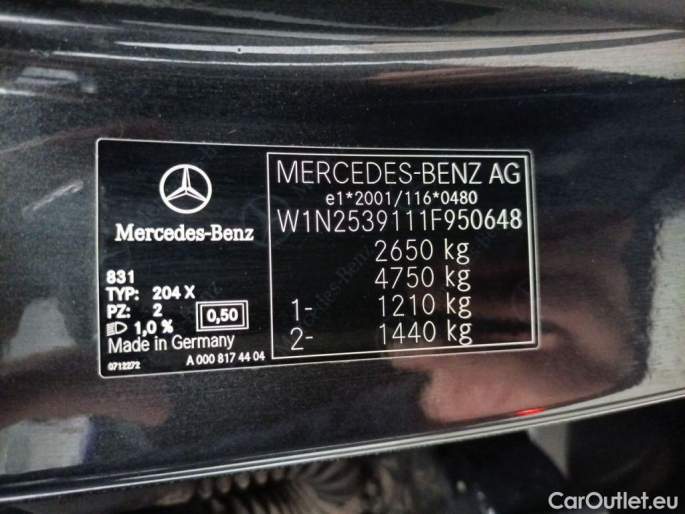 Mercedes-Benz
831
TYP: 204 X
PZ: 2
1,0 %
0,50
Made in Germany
0712272
A 000 817 44 04
MERCEDES-BENZ AG
e1*2001/116*0480
W1N2539111F950648
2650 kg
4750 kg
1- 1210 kg
2- 1440 kg
CarOutlet.eu